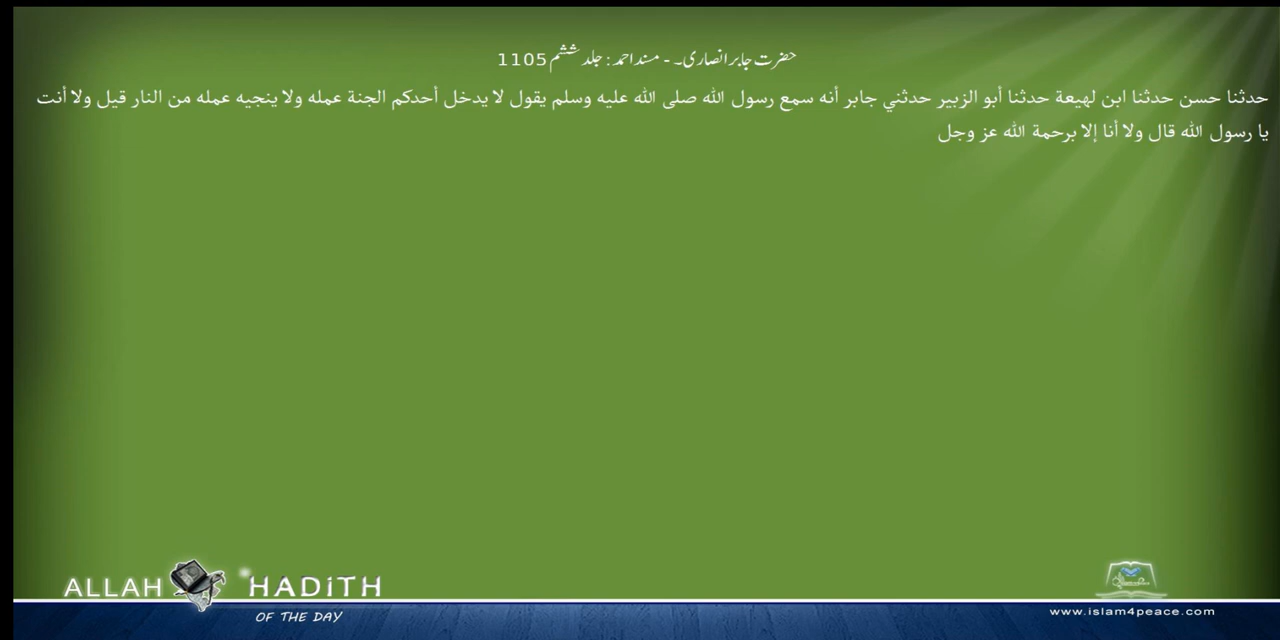 حضرت جابر انصاری۔ - مسند احمد : جلد ششم 1105
حدثنا حسن حدثنا ابن لهيعة حدثنا أبو الزبير حدثني جابر أنه سمع رسول الله صلى الله عليه وسلم يقول لا يدخل أحدكم الجنة عمله ولا ينجيه عمله من النار قيل ولا أنت
يا رسول الله قال ولا أنا إلا برحمة الله عز وجل
ALLAH HADiTH
OF THE DAY
www.islam4peace.com